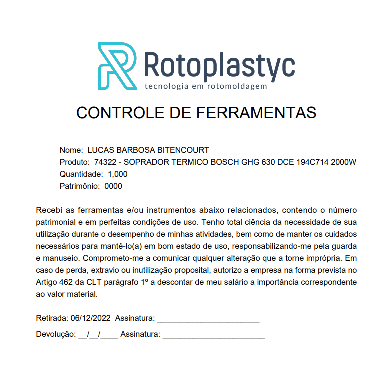 Rotoplastyc
tecnologia em rotomoldagem
CONTROLE DE FERRAMENTAS
Nome: LUCAS BARBOSA BITENCOURT
Produto: 74322 - SOPRADOR TERMICO BOSCH GHG 630 DCE 194C714 2000W
Quantidade: 1,000
Patrimônio: 0000
Recebi as ferramentas e/ou instrumentos abaixo relacionados, contendo o número
patrimonial e em perfeitas condições de uso. Tenho total ciência da necessidade de sua
utilização durante o desempenho de minhas atividades, bem como de manter os cuidados
necessários para mantê-lo(a) em bom estado de uso, responsabilizando-me pela guarda
e manuseio. Comprometo-me a comunicar qualquer alteração que a torne imprópria. Em
caso de perda, extravio ou inutilização proposital, autorizo a empresa na forma prevista no
Artigo 462 da CLT parágrafo 1º a descontar do meu salário a importância correspondente
ao valor material.
Retirada: 06/12/2022 Assinatura: ________________________
Devolução: __/__/____ Assinatura: ________________________